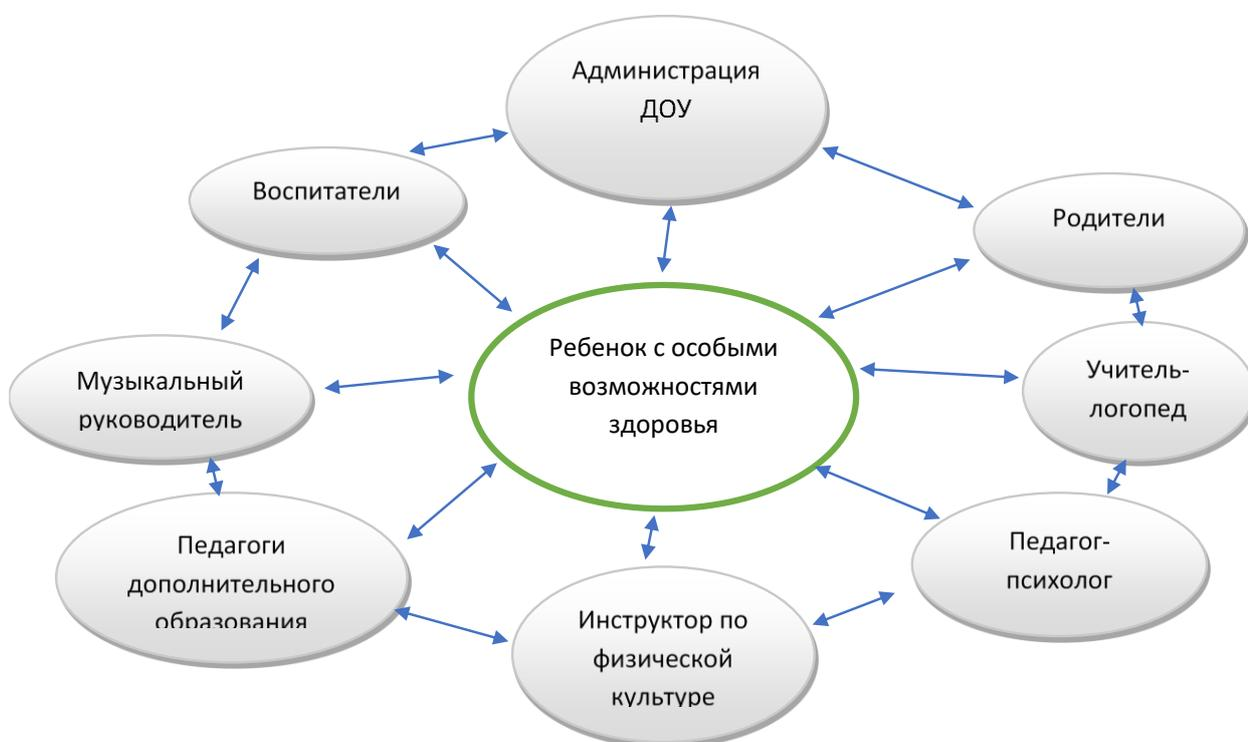 Администрация
ДОУ
Воспитатели
Родители
Ребенок с особыми
возможностями
здоровья
Музыкальный
руководитель
Учитель-
логопед
Педагоги
дополнительного
образования
Педагог-
психолог
Инструктор по
физической
культуре